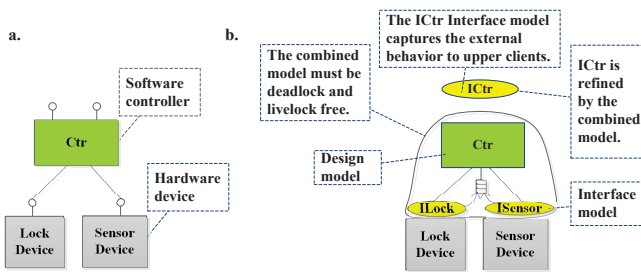 a.
Software
controller
Ctr
Hardware
device
Lock
Device
Sensor
Device
b.
The ICtr Interface model
captures the external
behavior to upper clients.
The combined
model must be
deadlock and
livelock free.
ICtr
ICtr is
refined
by the
combined
model.
Ctr
Design
model
ILock
ISensor
Interface
model
Lock
Device
Sensor
Device